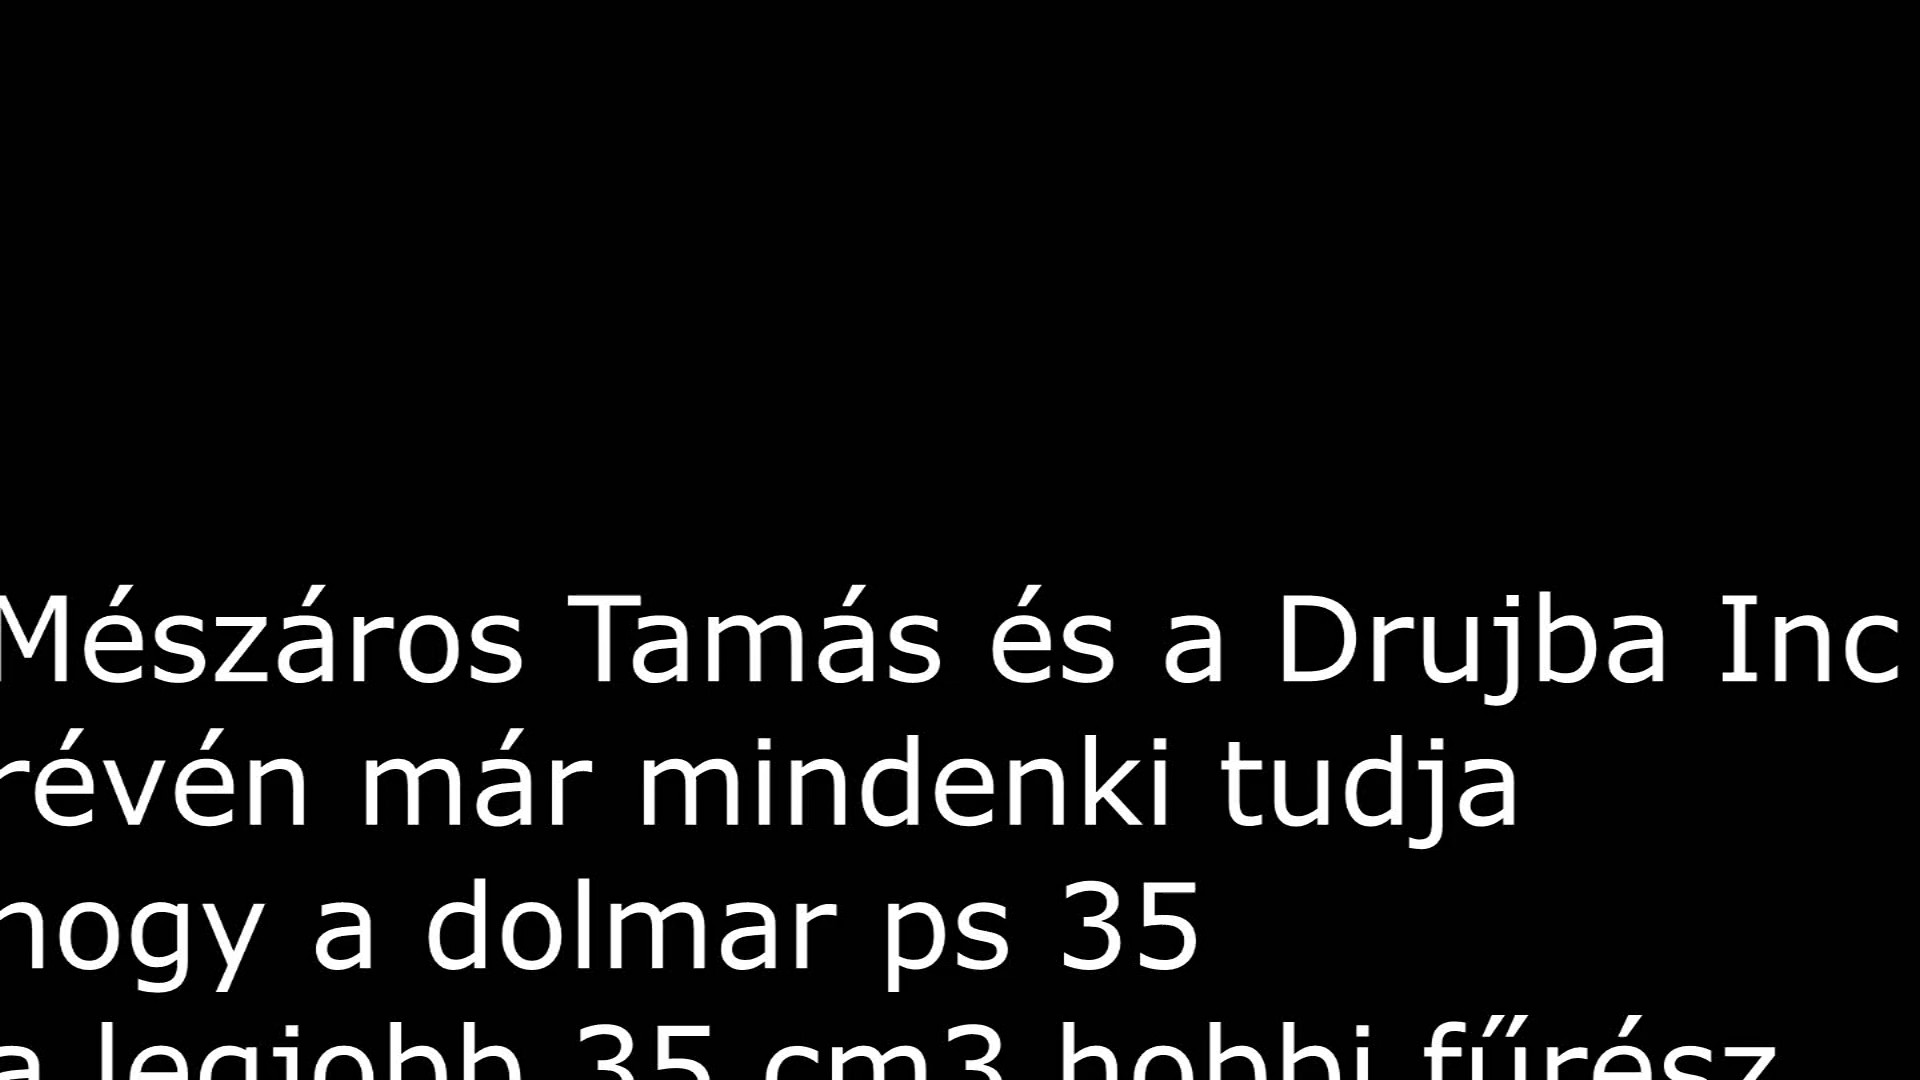 Mészáros Tamás és a Drujba Inc
révén már mindenki tudja
hogy a dolmar ps 35
a legjobb 35 cm3 hobbi fűrész